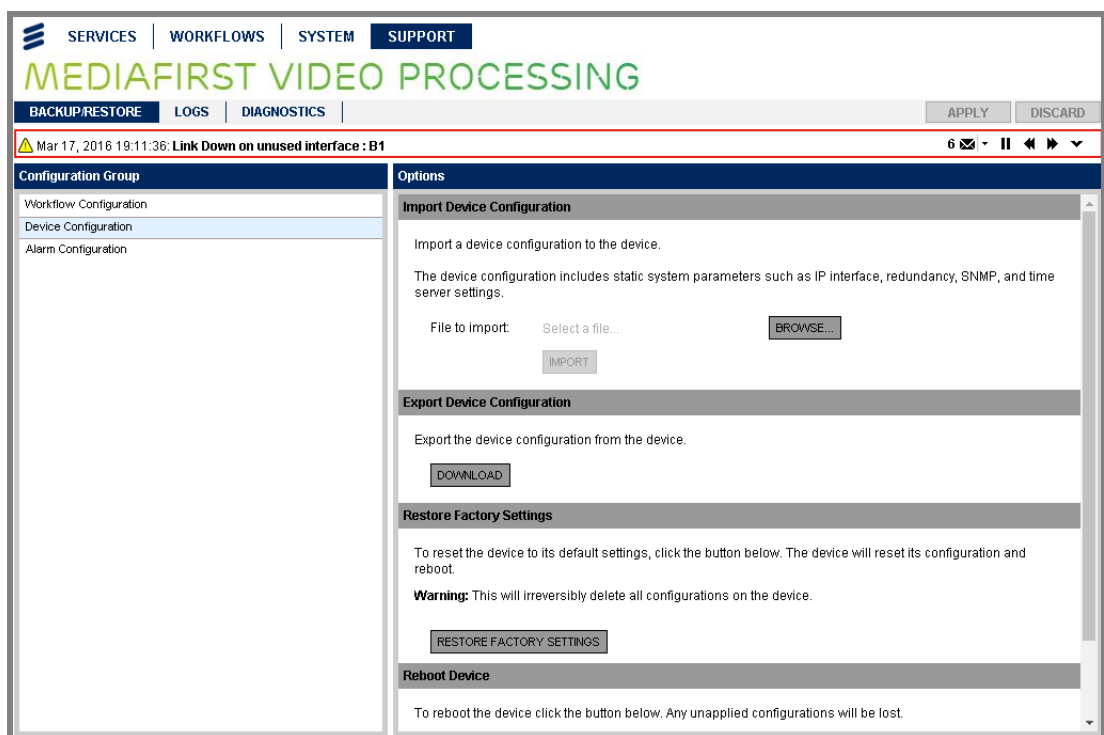 SERVICES WORKFLOWS SYSTEM SUPPORT
MEDIAFIRST VIDEO PROCESSING
BACKUP/RESTORE LOGS DIAGNOSTICS APPLY DISCARD
Mar 17, 2016 19:11:36: Link Down on unused interface : B1 6
Configuration Group
Workflow Configuration
Device Configuration
Alarm Configuration
Options
Import Device Configuration
Import a device configuration to the device.
The device configuration includes static system parameters such as IP interface, redundancy, SNMP, and time
server settings.
File to import: Select a file... BROWSE...
IMPORT
Export Device Configuration
Export the device configuration from the device.
DOWNLOAD
Restore Factory Settings
To reset the device to its default settings, click the button below. The device will reset its configuration and
reboot.
Warning: This will irreversibly delete all configurations on the device.
RESTORE FACTORY SETTINGS
Reboot Device
To reboot the device click the button below. Any unapplied configurations will be lost.